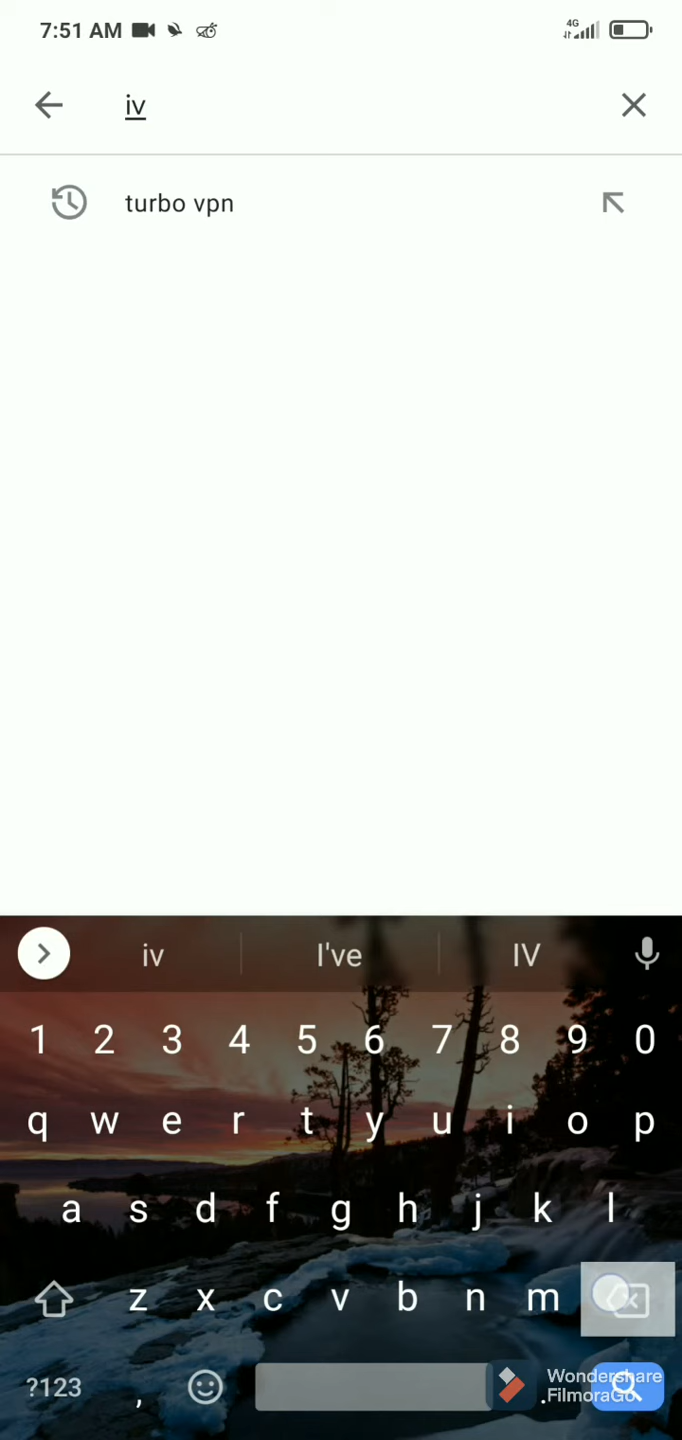 7:51 AM
4G
iv
turbo vpn
iv I've IV
1 2 3 4 5 6 7 8 9 0
q w e r t y u i o p
a s d f g h j k l
z x c v b n m
?123 , .
Wondershare
FilmoraGo